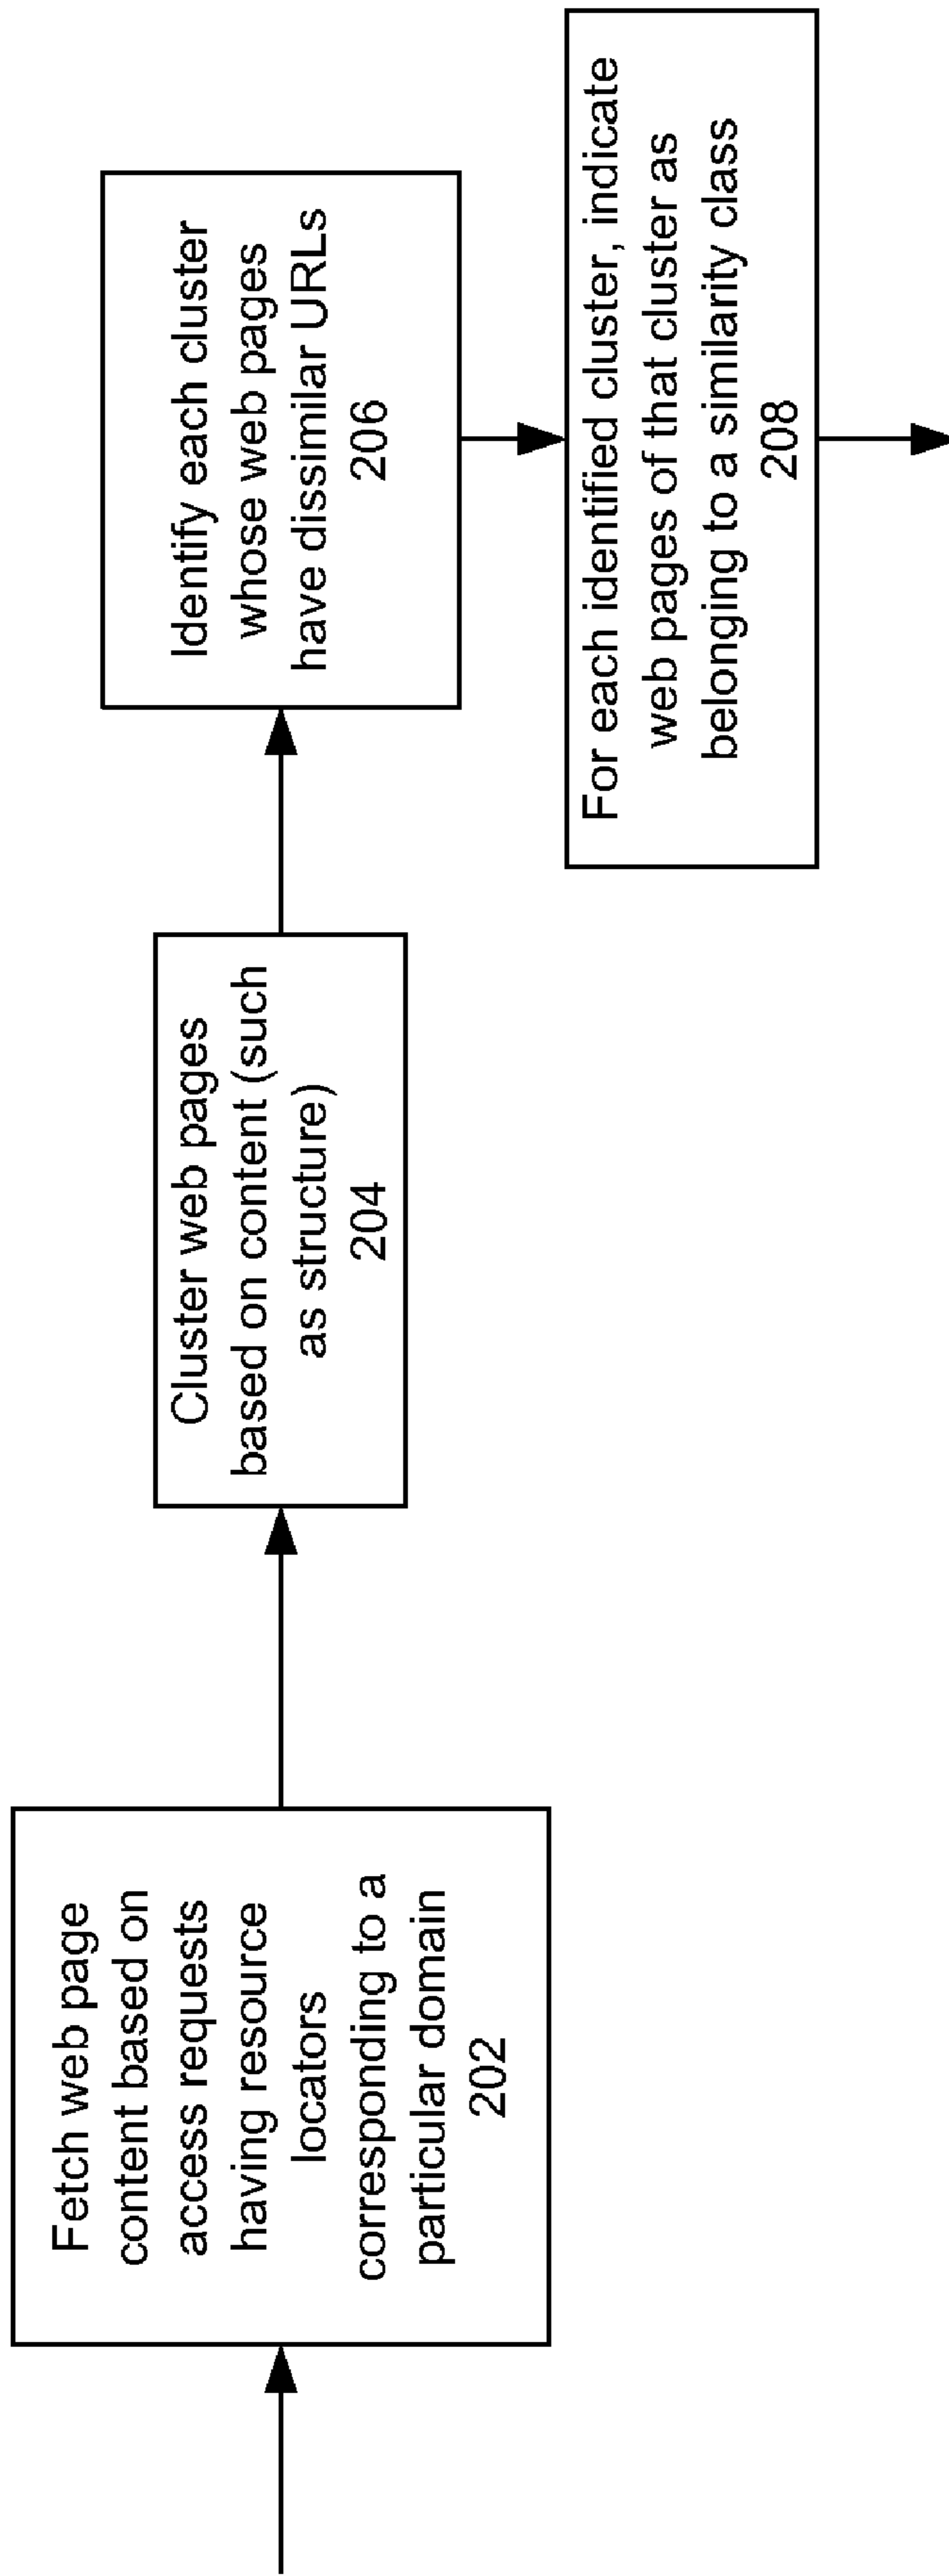 Fetch web page
content based on
access requests
having resource
locators
corresponding to a
particular domain
202
Cluster web pages
based on content (such
as structure)
204
Identify each cluster
whose web pages
have dissimilar URLs
206
For each identified cluster, indicate
web pages of that cluster as
belonging to a similarity class
208